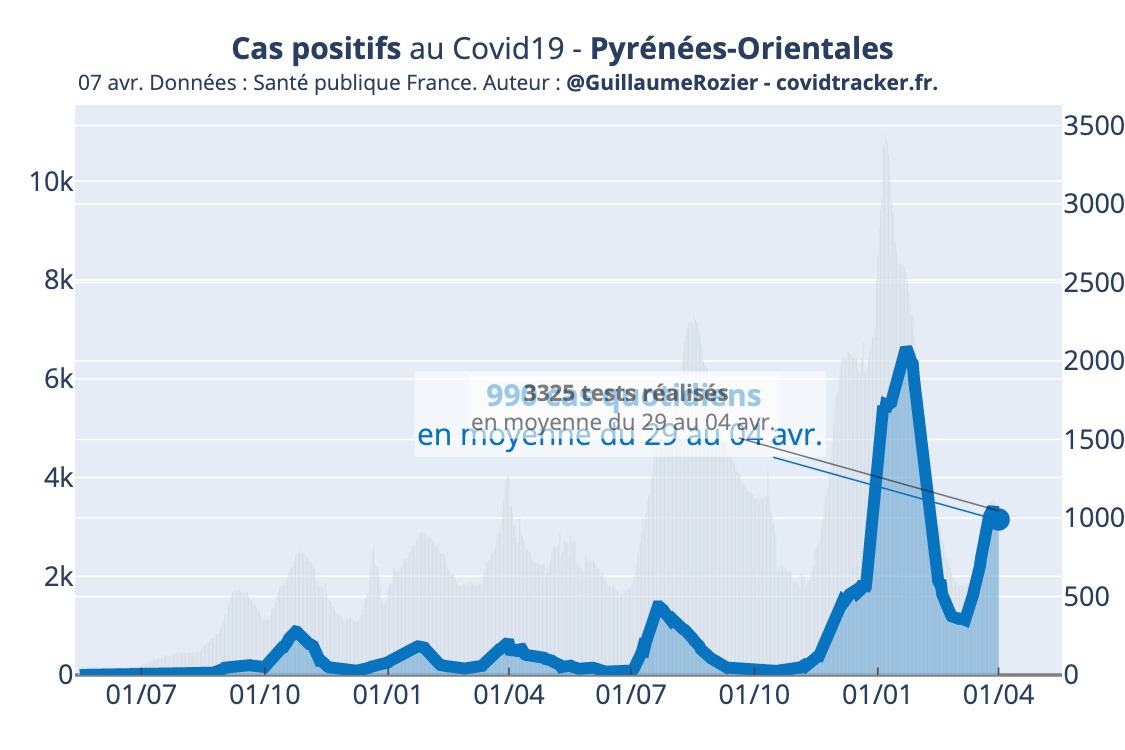 Cas positifs au Covid19 - Pyrénées-Orientales
07 avr. Données : Santé publique France. Auteur : @GuillaumeRozier - covidtracker.fr.
3500
10k
3000
8k
2500
6k
2000
990 cas quotidiens
3325 tests réalisés
en moyenne du 29 au 04 avr.
en moyenne du 29 au 04 avr.
1500
4k
1000
2k
500
0
0
01/07 01/10 01/01 01/04 01/07 01/10 01/01 01/04